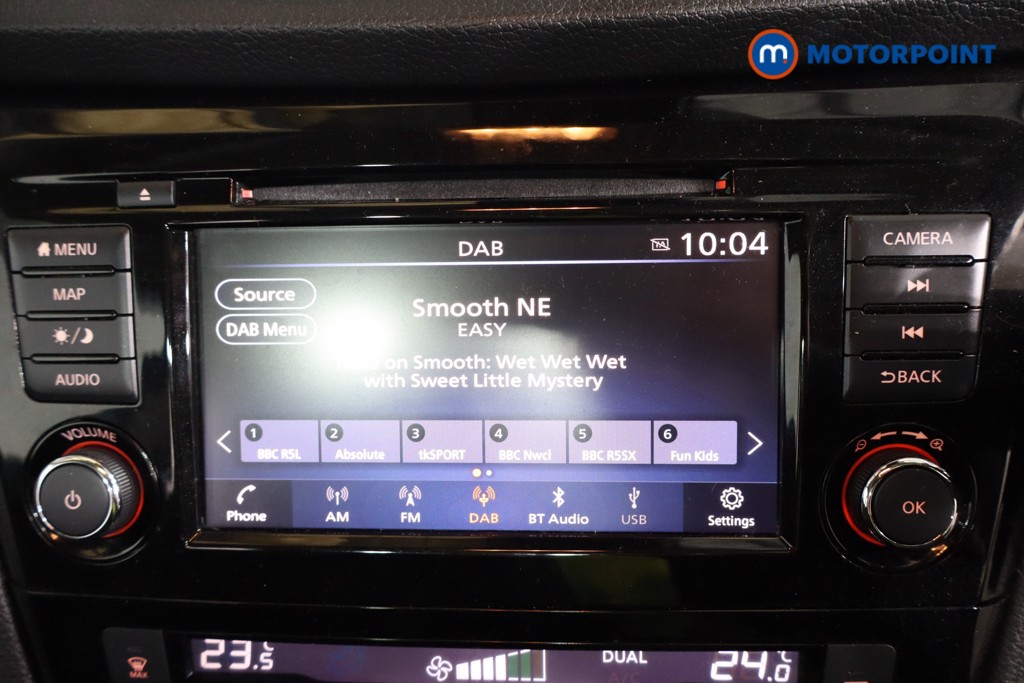 m MOTORPOINT
MENU
MAP
AUDIO
VOLUME
DAB
TA
10:04
Source
DAB Menu
Smooth NE
EASY
on Smooth: Wet Wet Wet
with Sweet Little Mystery
1 BBC R5L
2 Absolute
3 tkSPORT
4 BBC Nwcl
5 BBC R5SX
6 Fun Kids
Phone
AM
FM
DAB
BT Audio
USB
Settings
CAMERA
BACK
OK
MAX
23.5°C
DUAL
A/C
24.0°C